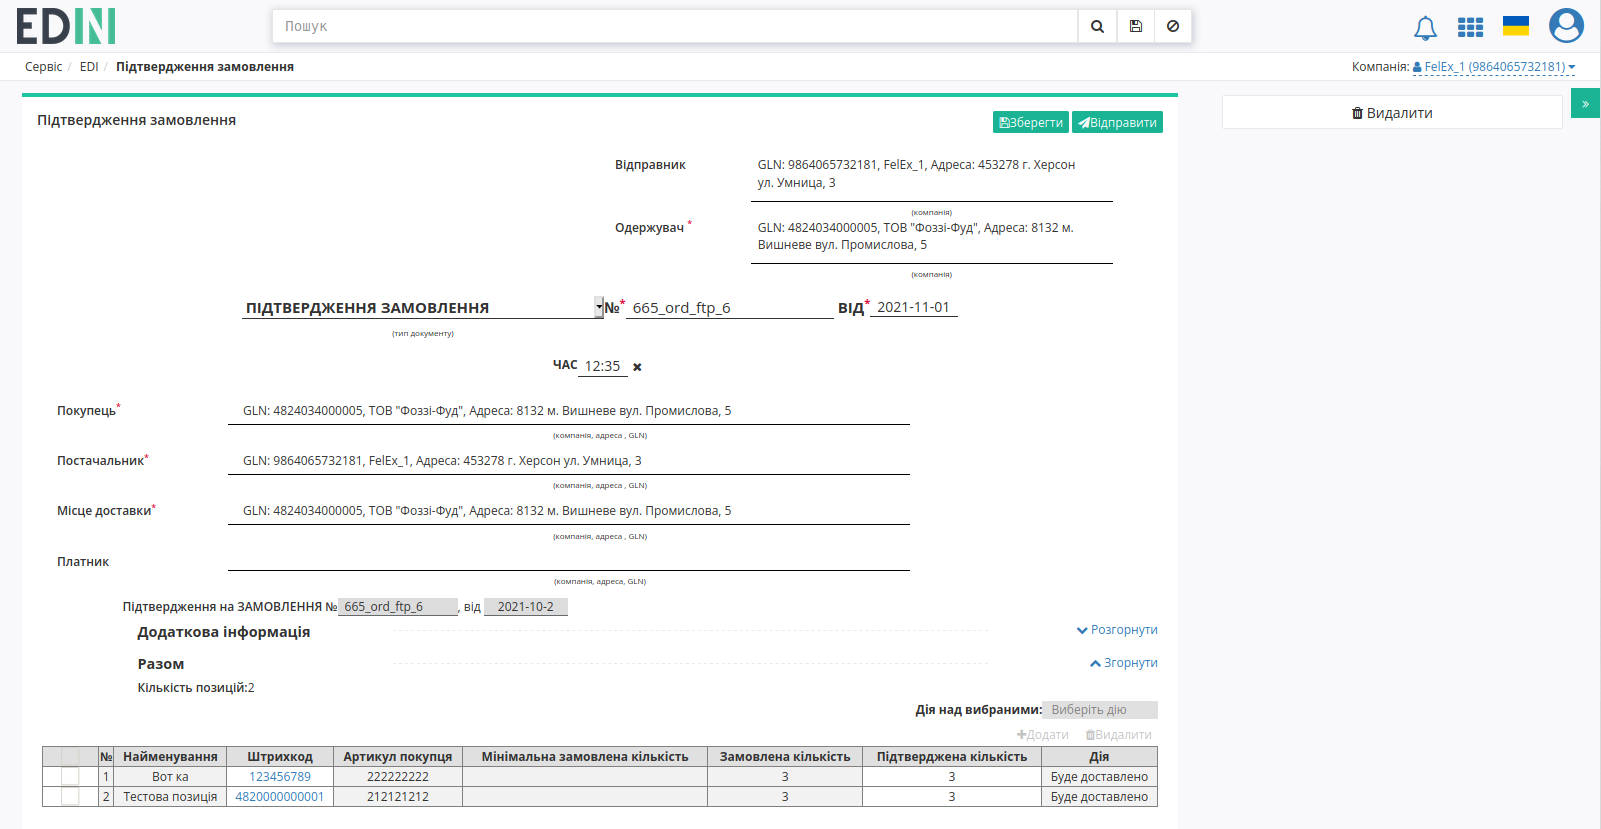 EDIN
Пошук
Сервіс / EDI / Підтвердження замовлення
Компанія: FelEx_1 (9864065732181)
Підтвердження замовлення
Зберегти Відправити
» Видалити
Відправник GLN: 9864065732181, FelEx_1, Адреса: 453278 г. Херсон
ул. Умница, 3
(компанія)
Одержувач * GLN: 4824034000005, ТОВ "Фоззі-Фуд", Адреса: 8132 м.
Вишневе вул. Промислова, 5
(компанія)
ПІДТВЕРДЖЕННЯ ЗАМОВЛЕННЯ №* 665_ord_ftp_6 ВІД* 2021-11-01
(тип документу)
ЧАС 12:35 ✖
Покупець* GLN: 4824034000005, ТОВ "Фоззі-Фуд", Адреса: 8132 м. Вишневе вул. Промислова, 5
(компанія, адреса , GLN)
Постачальник* GLN: 9864065732181, FelEx_1, Адреса: 453278 г. Херсон ул. Умница, 3
(компанія, адреса , GLN)
Місце доставки* GLN: 4824034000005, ТОВ "Фоззі-Фуд", Адреса: 8132 м. Вишневе вул. Промислова, 5
(компанія, адреса , GLN)
Платник
(компанія, адреса, GLN)
Підтвердження на ЗАМОВЛЕННЯ № 665_ord_ftp_6 , від 2021-10-2
Додаткова інформація Розгорнути
Разом Згорнути
Кількість позицій:2
Дія над вибраними: Виберіть дію
Додати Видалити
№ Найменування Штрихкод Артикул покупця Мінімальна замовлена кількість Замовлена кількість Підтверджена кількість Дія
1 Вот ка 123456789 222222222 3 3 Буде доставлено
2 Тестова позиція 4820000000001 212121212 3 3 Буде доставлено